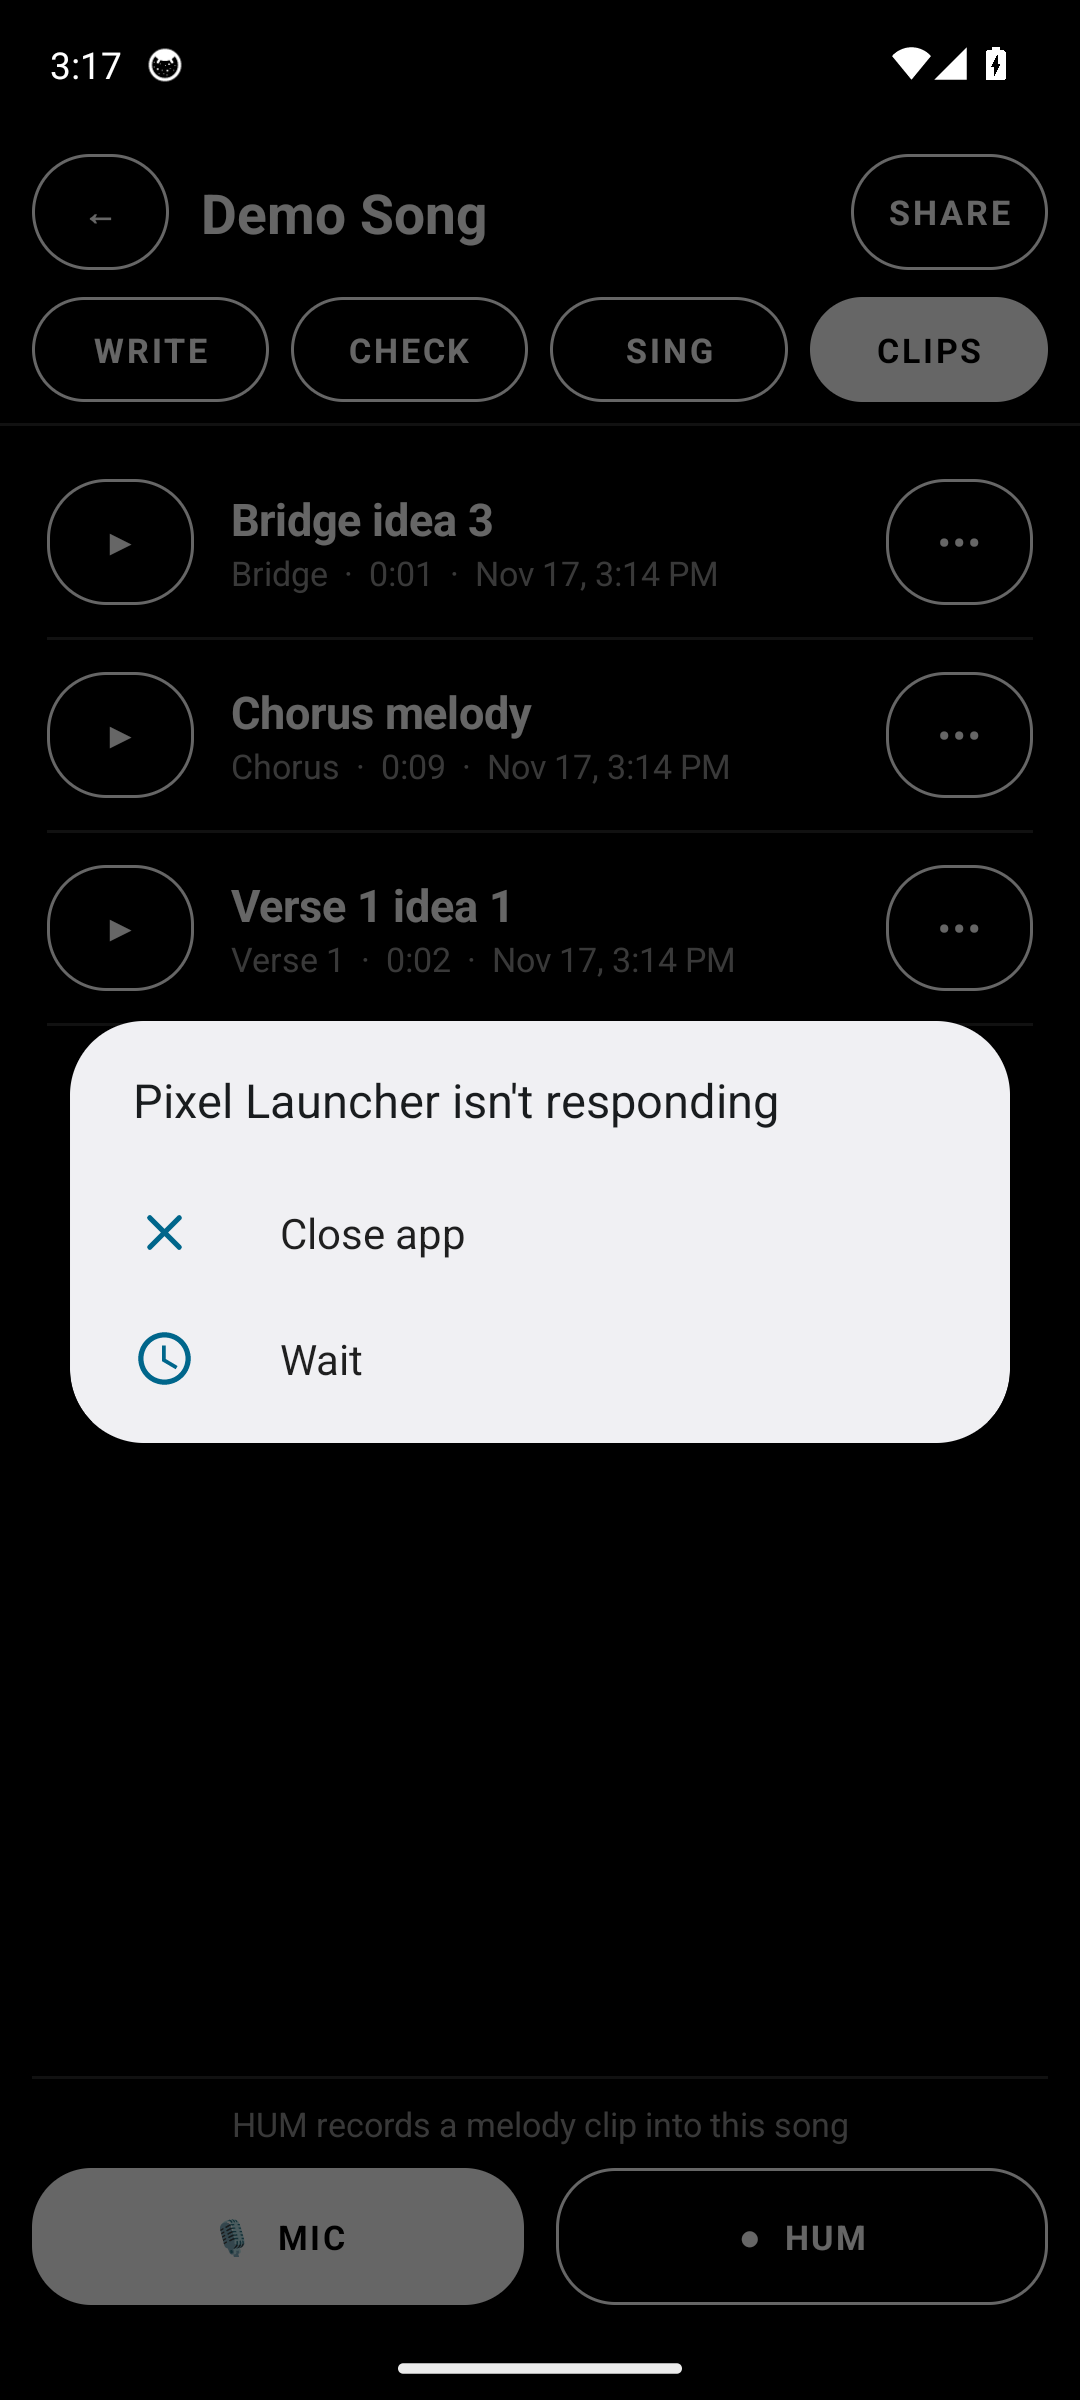 3:17
← Demo Song SHARE
WRITE CHECK SING CLIPS
Bridge idea 3
Bridge · 0:01 · Nov 17, 3:14 PM
Chorus melody
Chorus · 0:09 · Nov 17, 3:14 PM
Verse 1 idea 1
Verse 1 · 0:02 · Nov 17, 3:14 PM
Pixel Launcher isn't responding
Close app
Wait
HUM records a melody clip into this song
MIC ● HUM